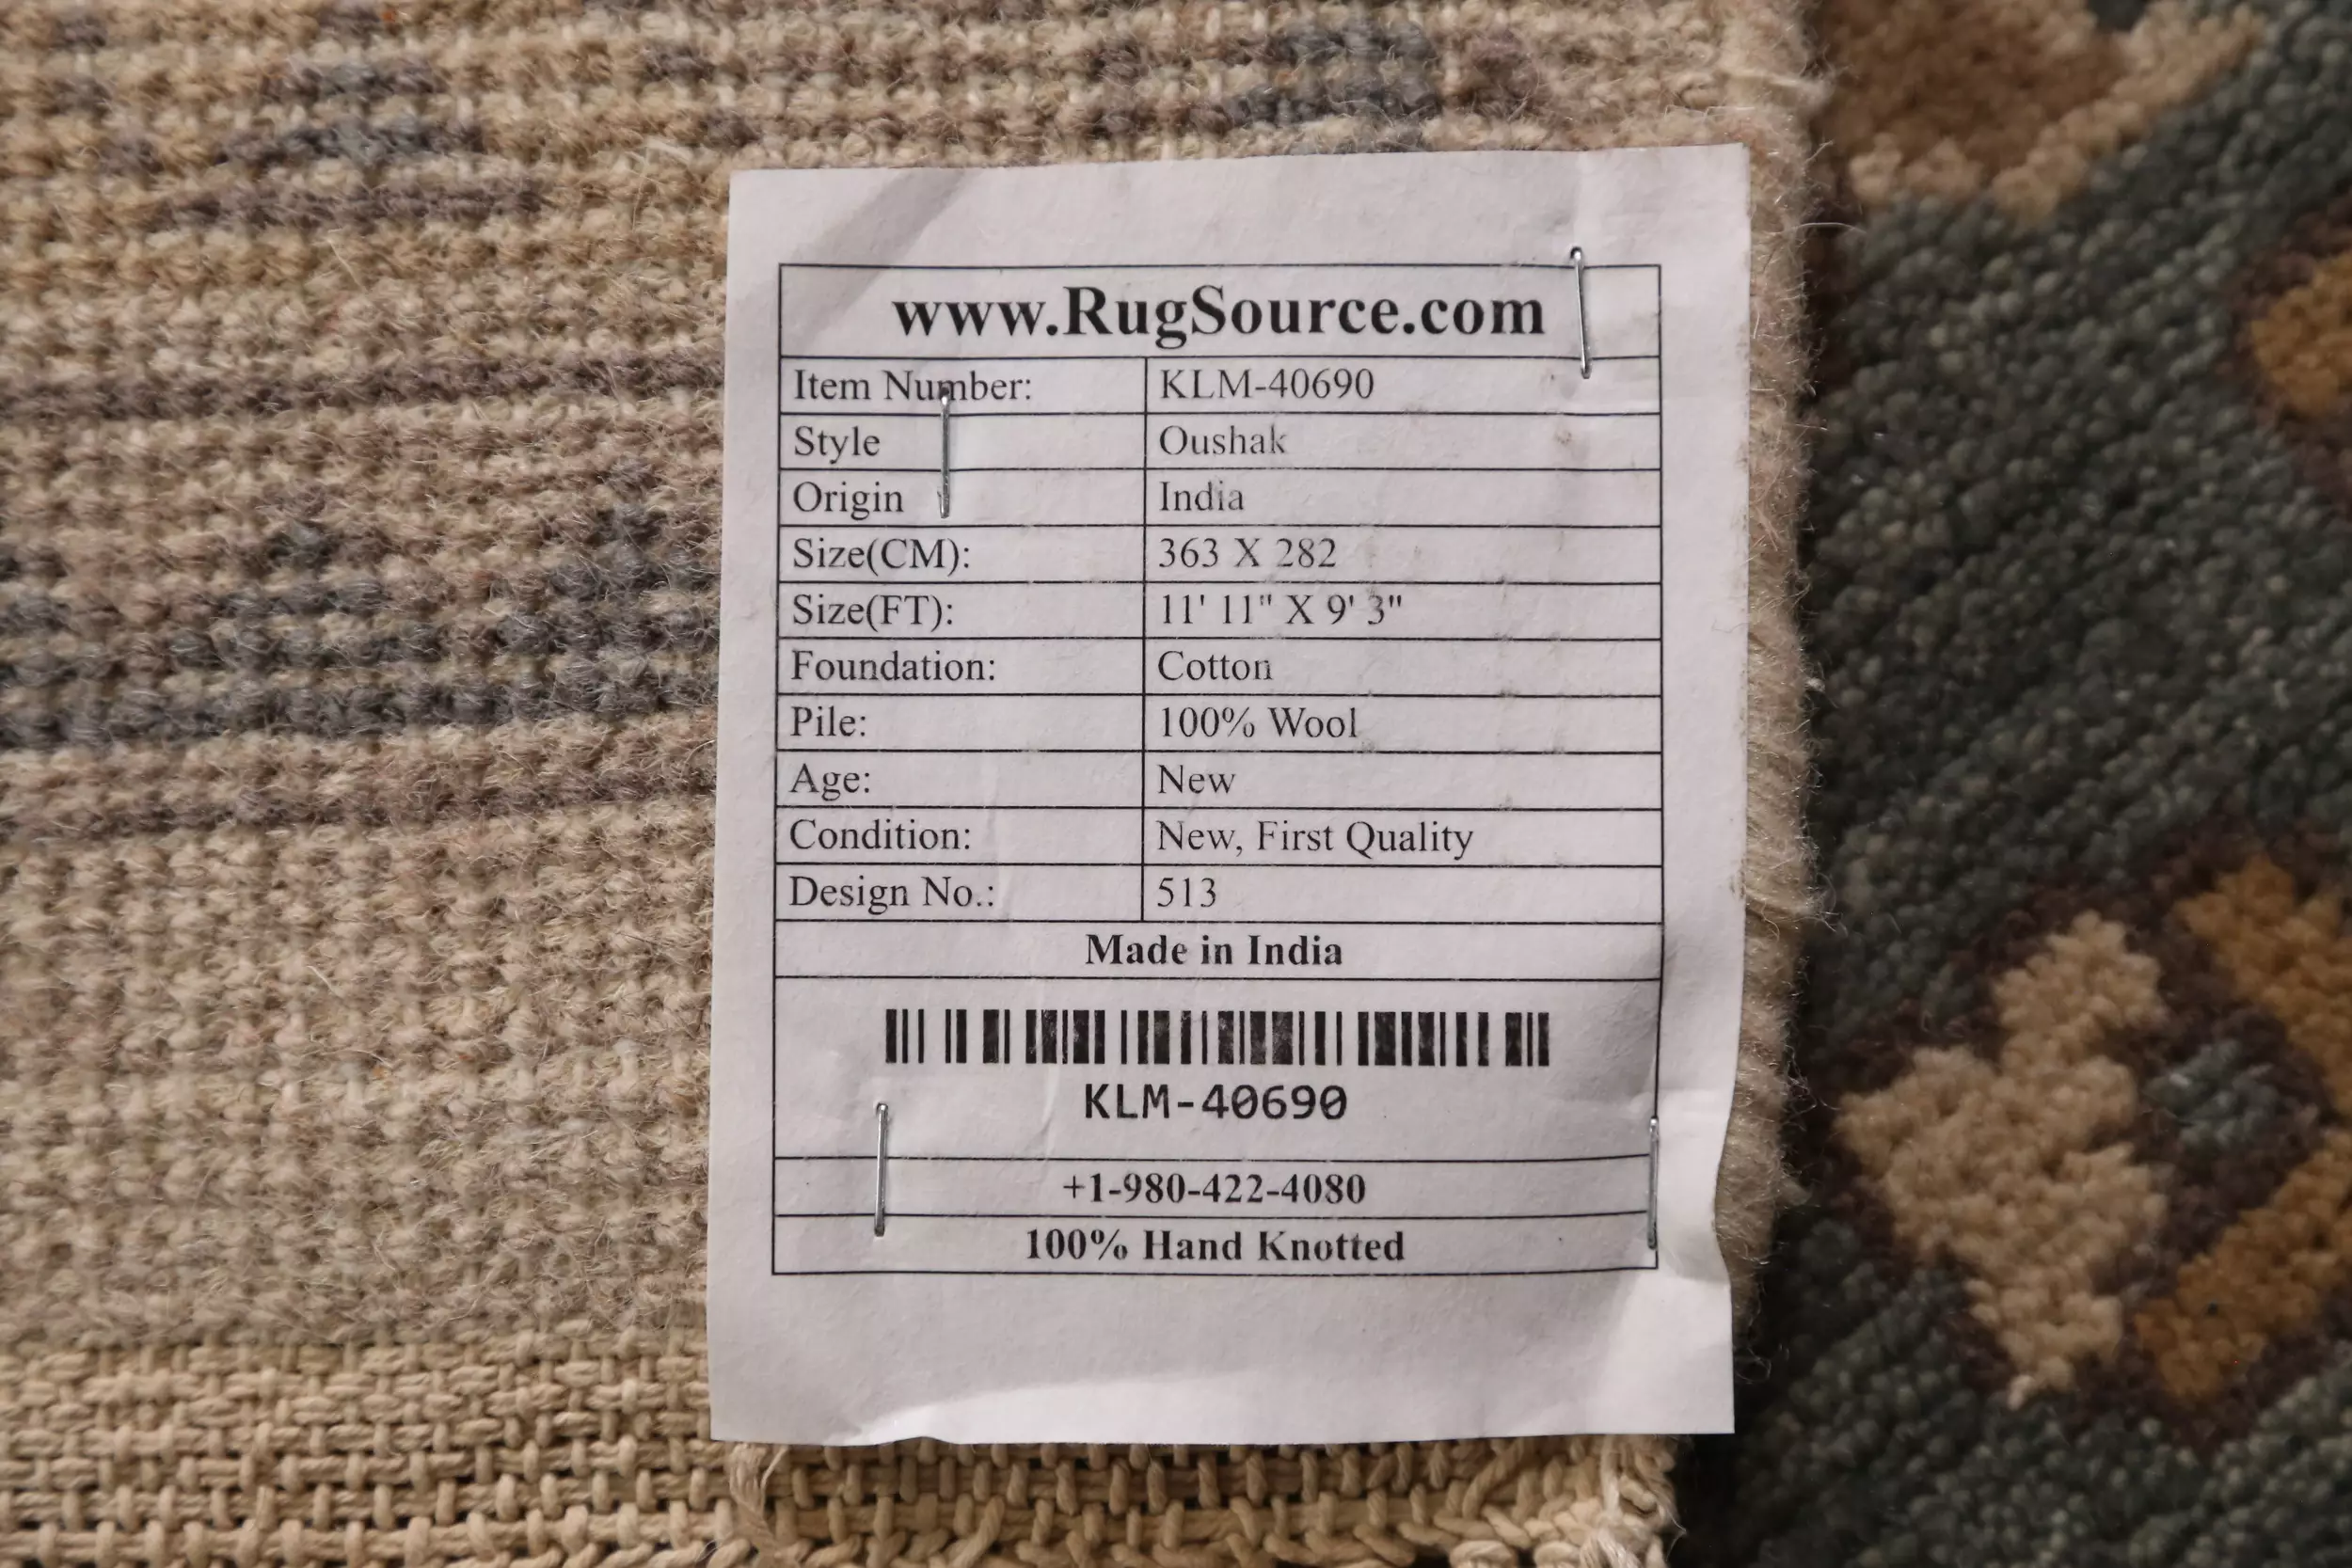 www.RugSource.com
Item Number: KLM-40690
Style Oushak
Origin India
Size(CM): 363 X 282
Size(FT): 11' 11" X 9' 3"
Foundation: Cotton
Pile: 100% Wool
Age: New
Condition: New, First Quality
Design No.: 513
Made in India
KLM-40690
+1-980-422-4080
100% Hand Knotted